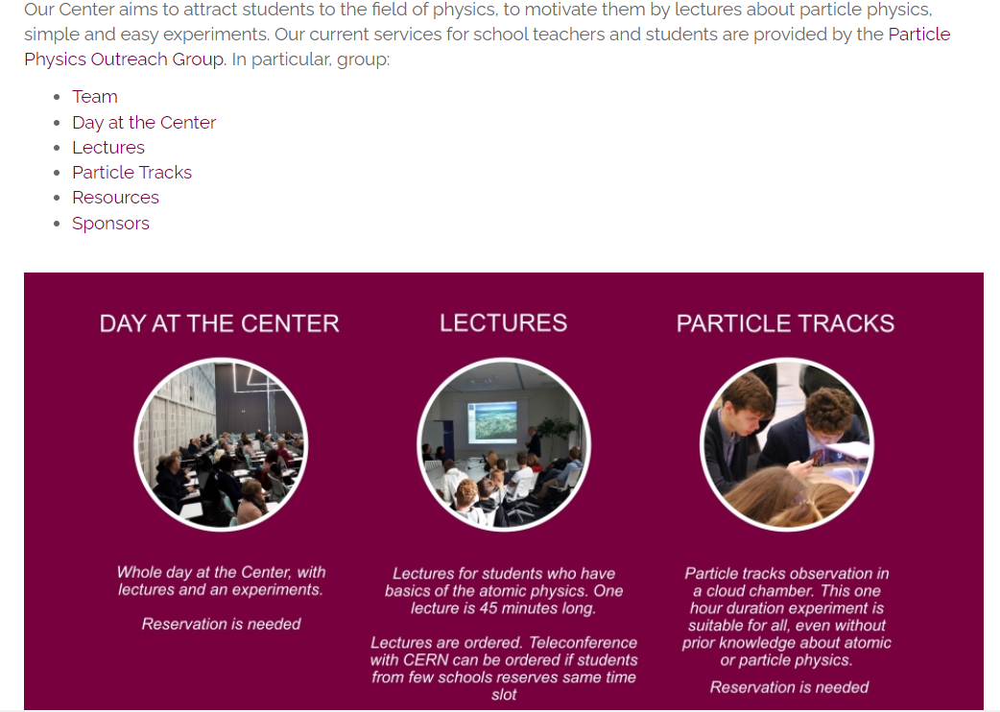 Our Center aims to attract students to the field of physics, to motivate them by lectures about particle physics,
simple and easy experiments. Our current services for school teachers and students are provided by the Particle
Physics Outreach Group. In particular, group:
Team
Day at the Center
Lectures
Particle Tracks
Resources
Sponsors
DAY AT THE CENTER
Whole day at the Center, with
lectures and an experiments.
Reservation is needed
LECTURES
Lectures for students who have
basics of the atomic physics. One
lecture is 45 minutes long.
Lectures are ordered. Teleconference
with CERN can be ordered if students
from few schools reserves same time
slot
PARTICLE TRACKS
Particle tracks observation in
a cloud chamber. This one
hour duration experiment is
suitable for all, even without
prior knowledge about atomic
or particle physics.
Reservation is needed